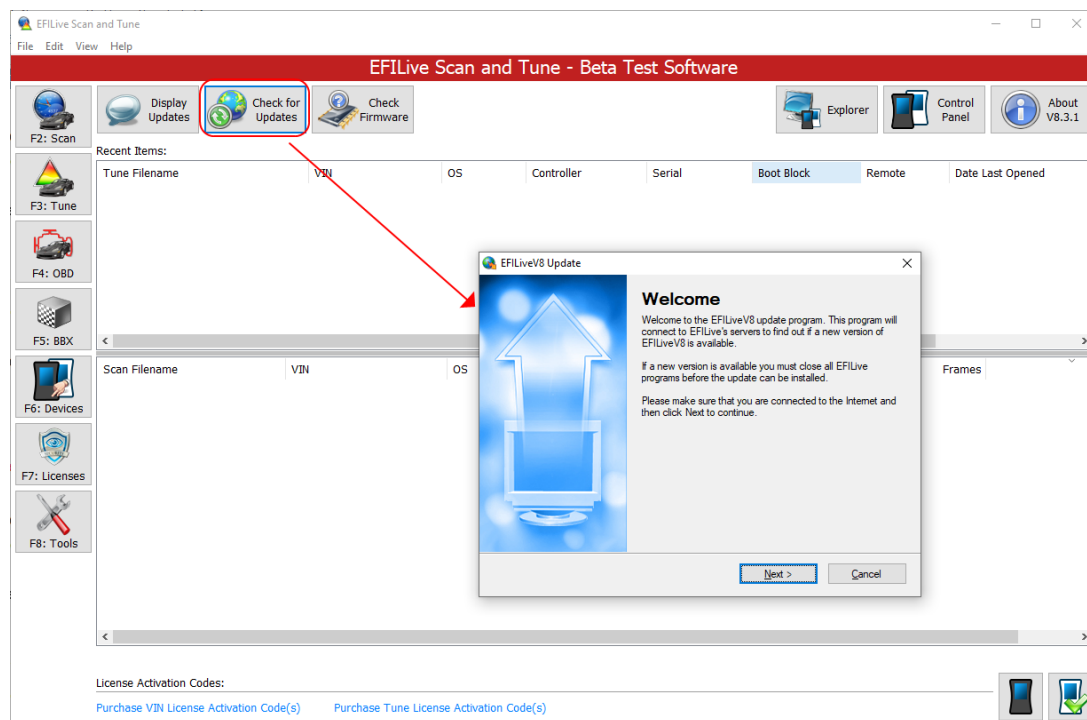 EFILive Scan and Tune
File Edit View Help
EFILive Scan and Tune - Beta Test Software
F2: Scan
Display
Updates
Check for
Updates
Check
Firmware
Explorer
Control
Panel
About
V8.3.1
Recent Items:
Tune Filename VIN OS Controller Serial Boot Block Remote Date Last Opened
F3: Tune
F4: OBD
F5: BBX
F6: Devices
F7: Licenses
F8: Tools
Scan Filename VIN OS Frames
EFILiveV8 Update
Welcome
Welcome to the EFILiveV8 update program. This program will
connect to EFILive's servers to find out if a new version of
EFILiveV8 is available.
If a new version is available you must close all EFILive
programs before the update can be installed.
Please make sure that you are connected to the Internet and
then click Next to continue.
Next >
Cancel
License Activation Codes:
Purchase VIN License Activation Code(s) Purchase Tune License Activation Code(s)